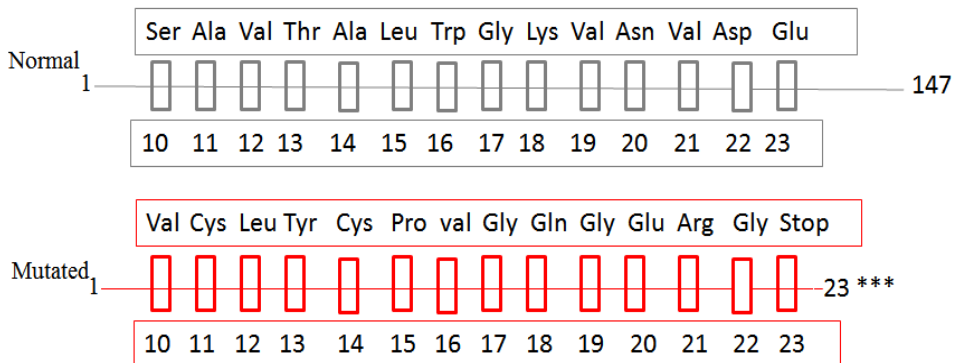 Ser Ala Val Thr Ala Leu Trp Gly Lys Val Asn Val Asp Glu
Normal
1 147
10 11 12 13 14 15 16 17 18 19 20 21 22 23
Val Cys Leu Tyr Cys Pro val Gly Gln Gly Glu Arg Gly Stop
Mutated
1 23 ***
10 11 12 13 14 15 16 17 18 19 20 21 22 23